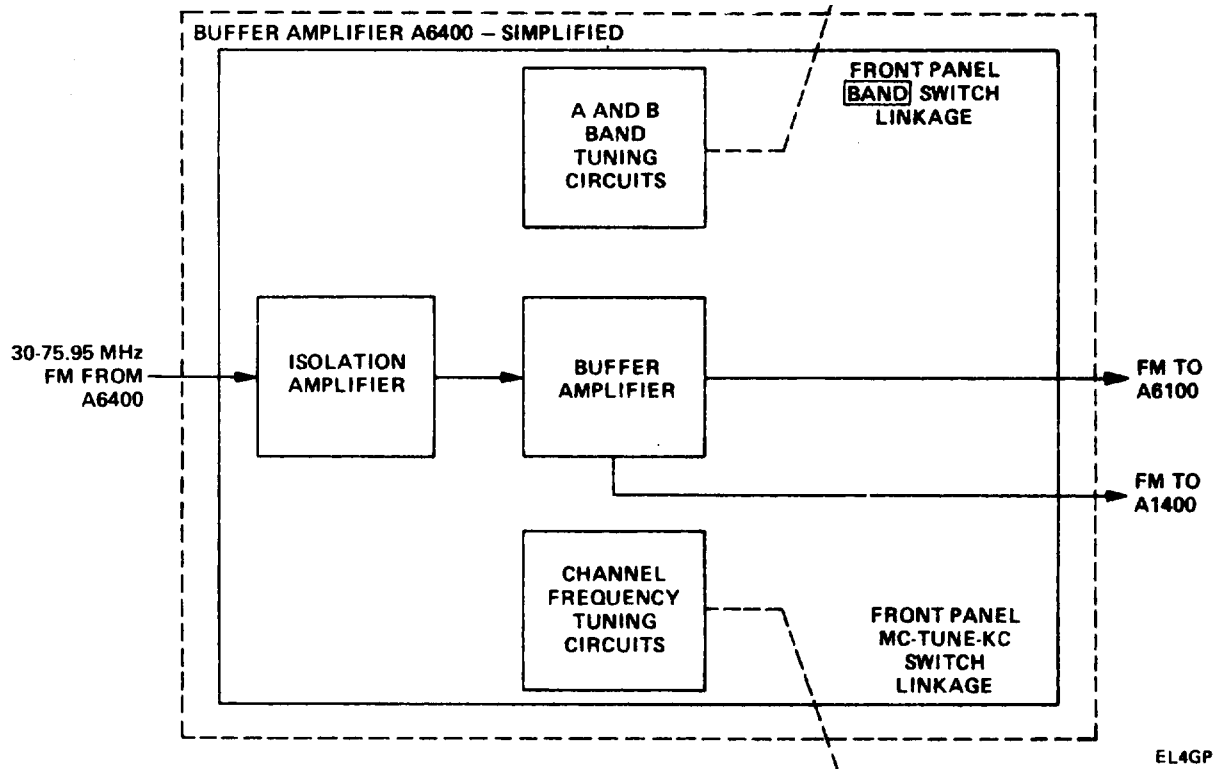 BUFFER AMPLIFIER A6400 – SIMPLIFIED
A AND B
BAND
TUNING
CIRCUITS
FRONT PANEL
BAND SWITCH
LINKAGE
30-75.95 MHz
FM FROM
A6400
ISOLATION
AMPLIFIER
BUFFER
AMPLIFIER
FM TO
A6100
FM TO
A1400
CHANNEL
FREQUENCY
TUNING
CIRCUITS
FRONT PANEL
MC-TUNE-KC
SWITCH
LINKAGE
EL4GP